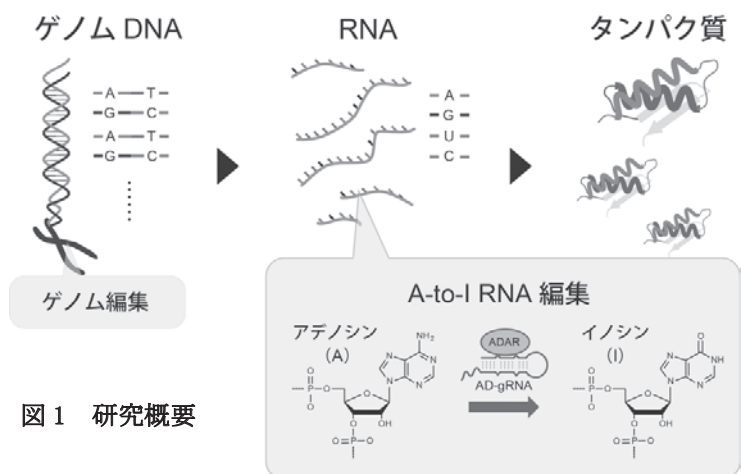 ゲノム DNA
RNA
タンパク質
A T
G C
A T
G C
A
G
U
C
ゲノム編集
A-to-I RNA 編集
アデノシン
(A)
ADAR
AD-gRNA
イノシン
(I)
NH₂
N
N
N
N
O
O
P
O
O
O
OH
O
P
O
O
O
N
NH
N
N
O
O
P
O
O
O
OH
O
P
O
図1 研究概要